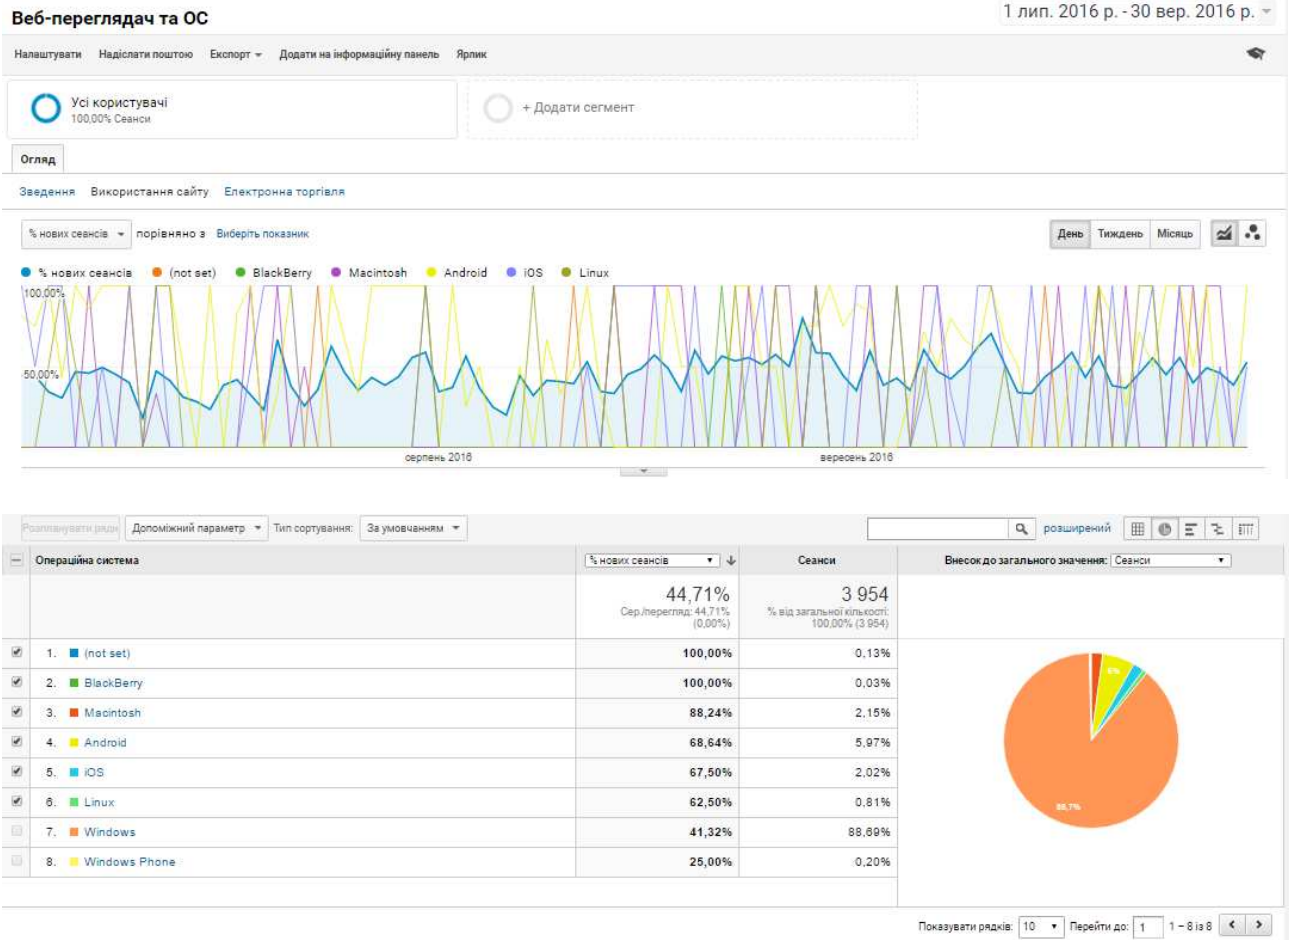 Веб-переглядач та ОС
1 лип. 2016 р. - 30 вер. 2016 р.
Налаштувати Надіслати поштою Експорт Додати на інформаційну панель Ярлик
Усі користувачі
100,00% Сеанси
+ Додати сегмент
Огляд
Зведення Використання сайту Електронна торгівля
% нових сеансів порівняно з Виберіть показник
День Тиждень Місяць
% нових сеансів (not set) BlackBerry Macintosh Android iOS Linux
100,00%
50,00%
серпень 2016 вересень 2016
Допоміжний параметр Тип сортування: За умовчанням
розширений
Операційна система % нових сеансів Сеанси Внесок до загального значення: Сеанси
44,71% 3 954
Сер./перегляд: 44,71% % від загальної кількості:
(0,00%) 100,00% (3 954)
1. (not set) 100,00% 0,13%
2. BlackBerry 100,00% 0,03%
3. Macintosh 88,24% 2,15%
4. Android 68,64% 5,97%
5. iOS 67,50% 2,02%
6. Linux 62,50% 0,81%
7. Windows 41,32% 88,69%
8. Windows Phone 25,00% 0,20%
6%
88,7%
Показувати рядків: 10 Перейти до: 1 1 – 8 із 8